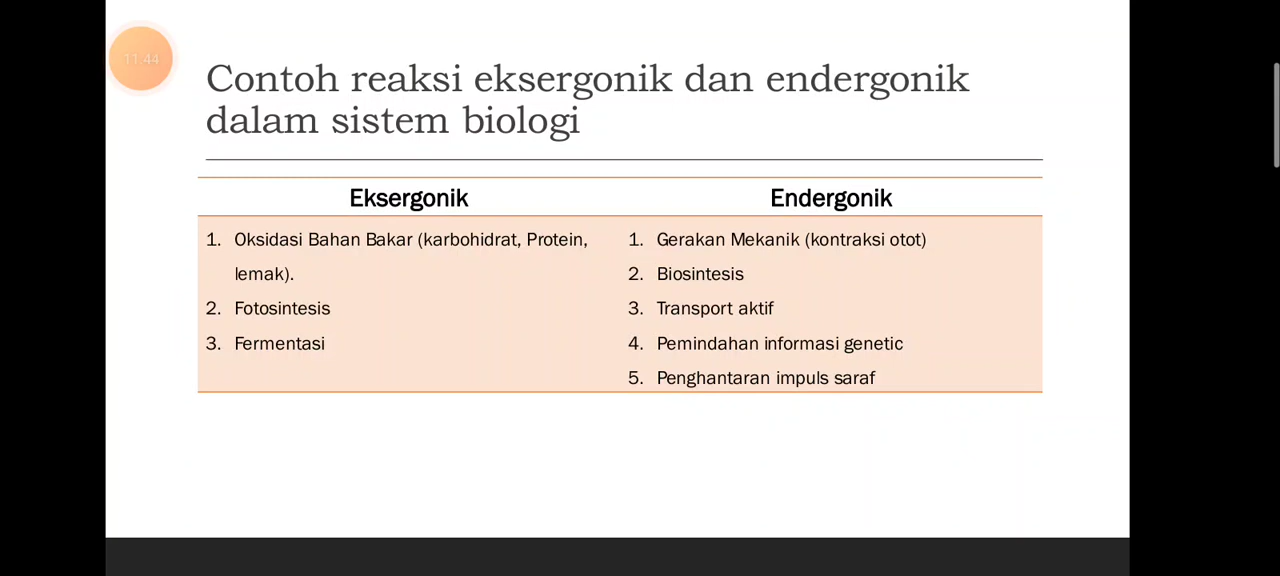 11.44
Contoh reaksi eksergonik dan endergonik
dalam sistem biologi
Eksergonik
Endergonik
1. Oksidasi Bahan Bakar (karbohidrat, Protein,
lemak).
2. Fotosintesis
3. Fermentasi
1. Gerakan Mekanik (kontraksi otot)
2. Biosintesis
3. Transport aktif
4. Pemindahan informasi genetic
5. Penghantaran impuls saraf